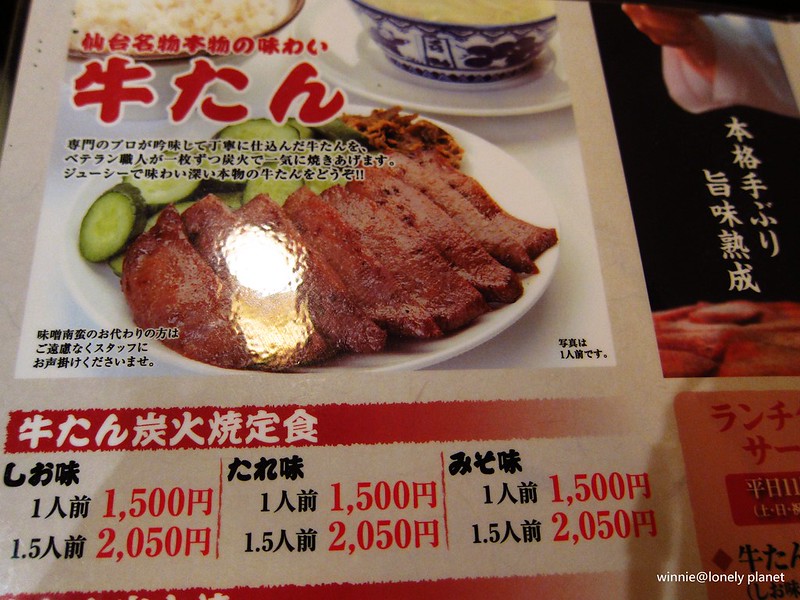 仙台名物本物の味わい
牛たん
専門のプロが吟味して丁寧に仕込んだ牛たんを、
ベテラン職人が一枚ずつ炭火で一気に焼きあげます。
ジューシーで味わい深い本物の牛たんをどうぞ!!
味噌南蛮のお代わりの方は
ご遠慮なくスタッフに
お声掛けくださいませ。
写真は
1人前です。
本格手ぶり
旨味熟成
牛たん炭火焼定食
しお味
1人前 1,500円
1.5人前 2,050円
たれ味
1人前 1,500円
1.5人前 2,050円
みそ味
1人前 1,500円
1.5人前 2,050円
ランチ
サー
平日
(土・日・祝
◆牛たん
(しお味
winnie@lonely planet